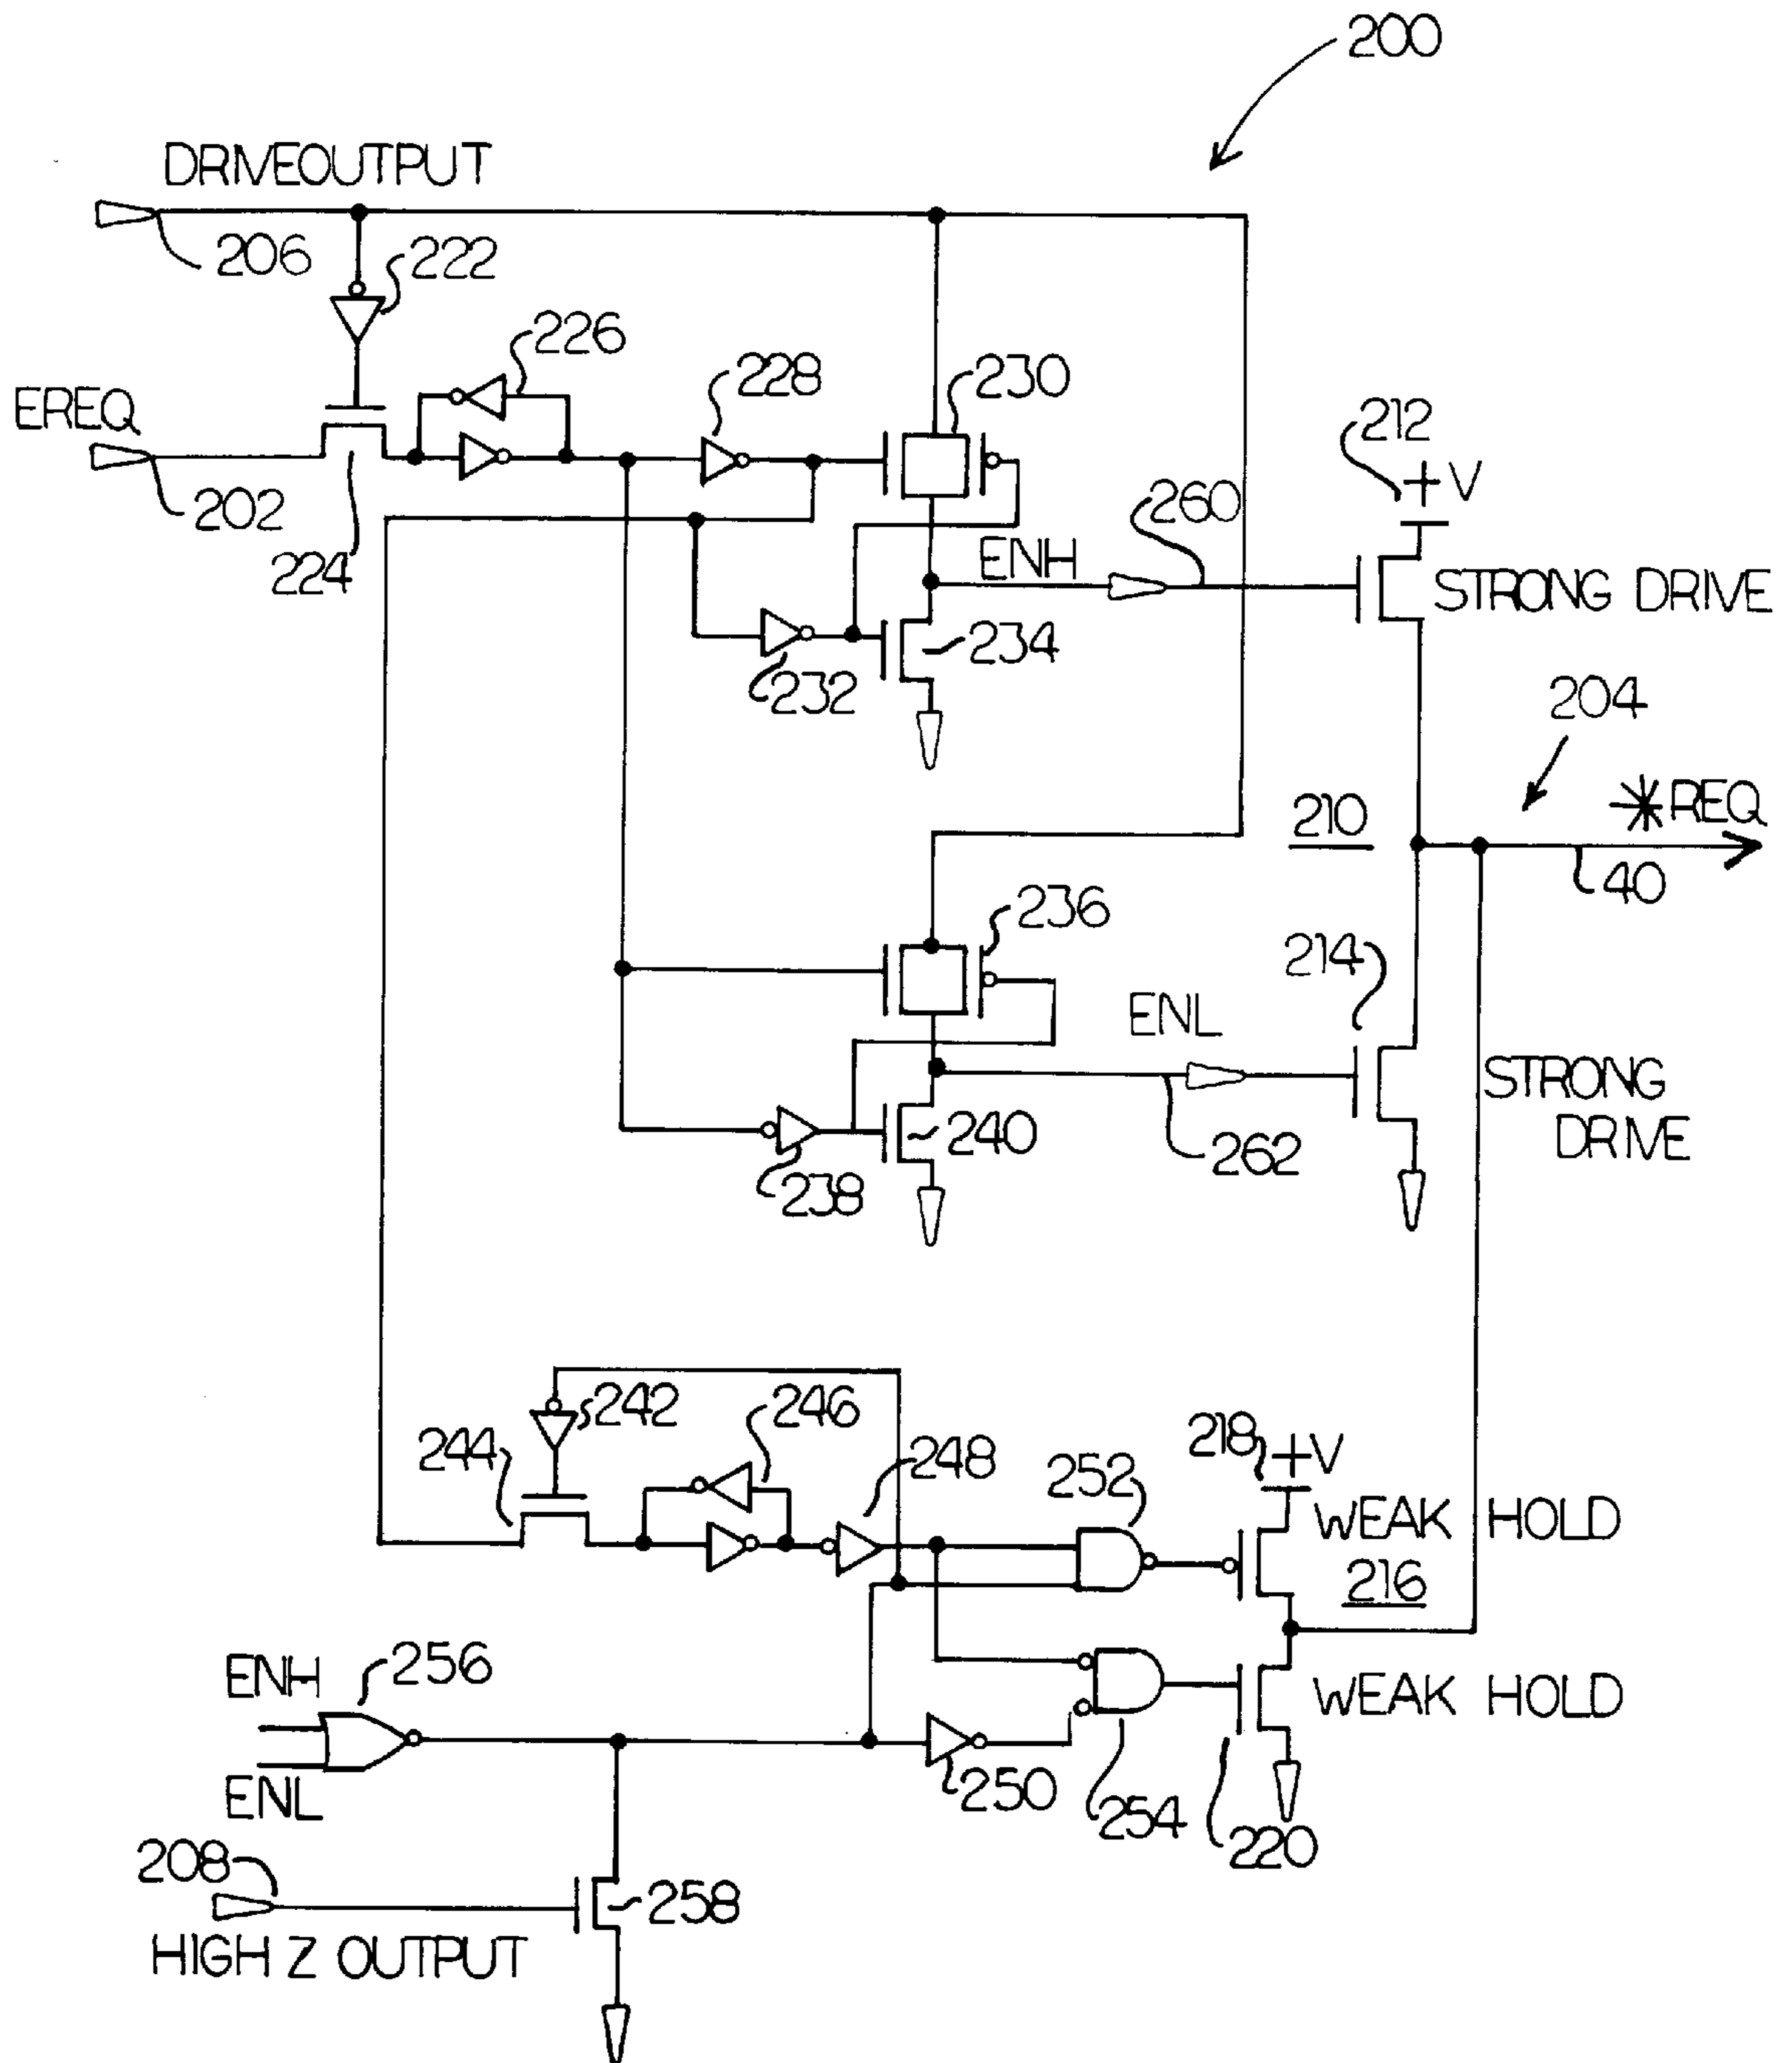 200
DRIVEOUTPUT
206
222
226
228
230
EREQ
202
224
212
+V
260
ENH
STRONG DRIVE
232
234
204
*REQ
210
40
236
214
ENL
STRONG
DRIVE
240
262
238
242
246
244
248
252
218
+V
WEAK HOLD
216
ENH
256
WEAK HOLD
ENL
250
254
220
208
258
HIGH Z OUTPUT